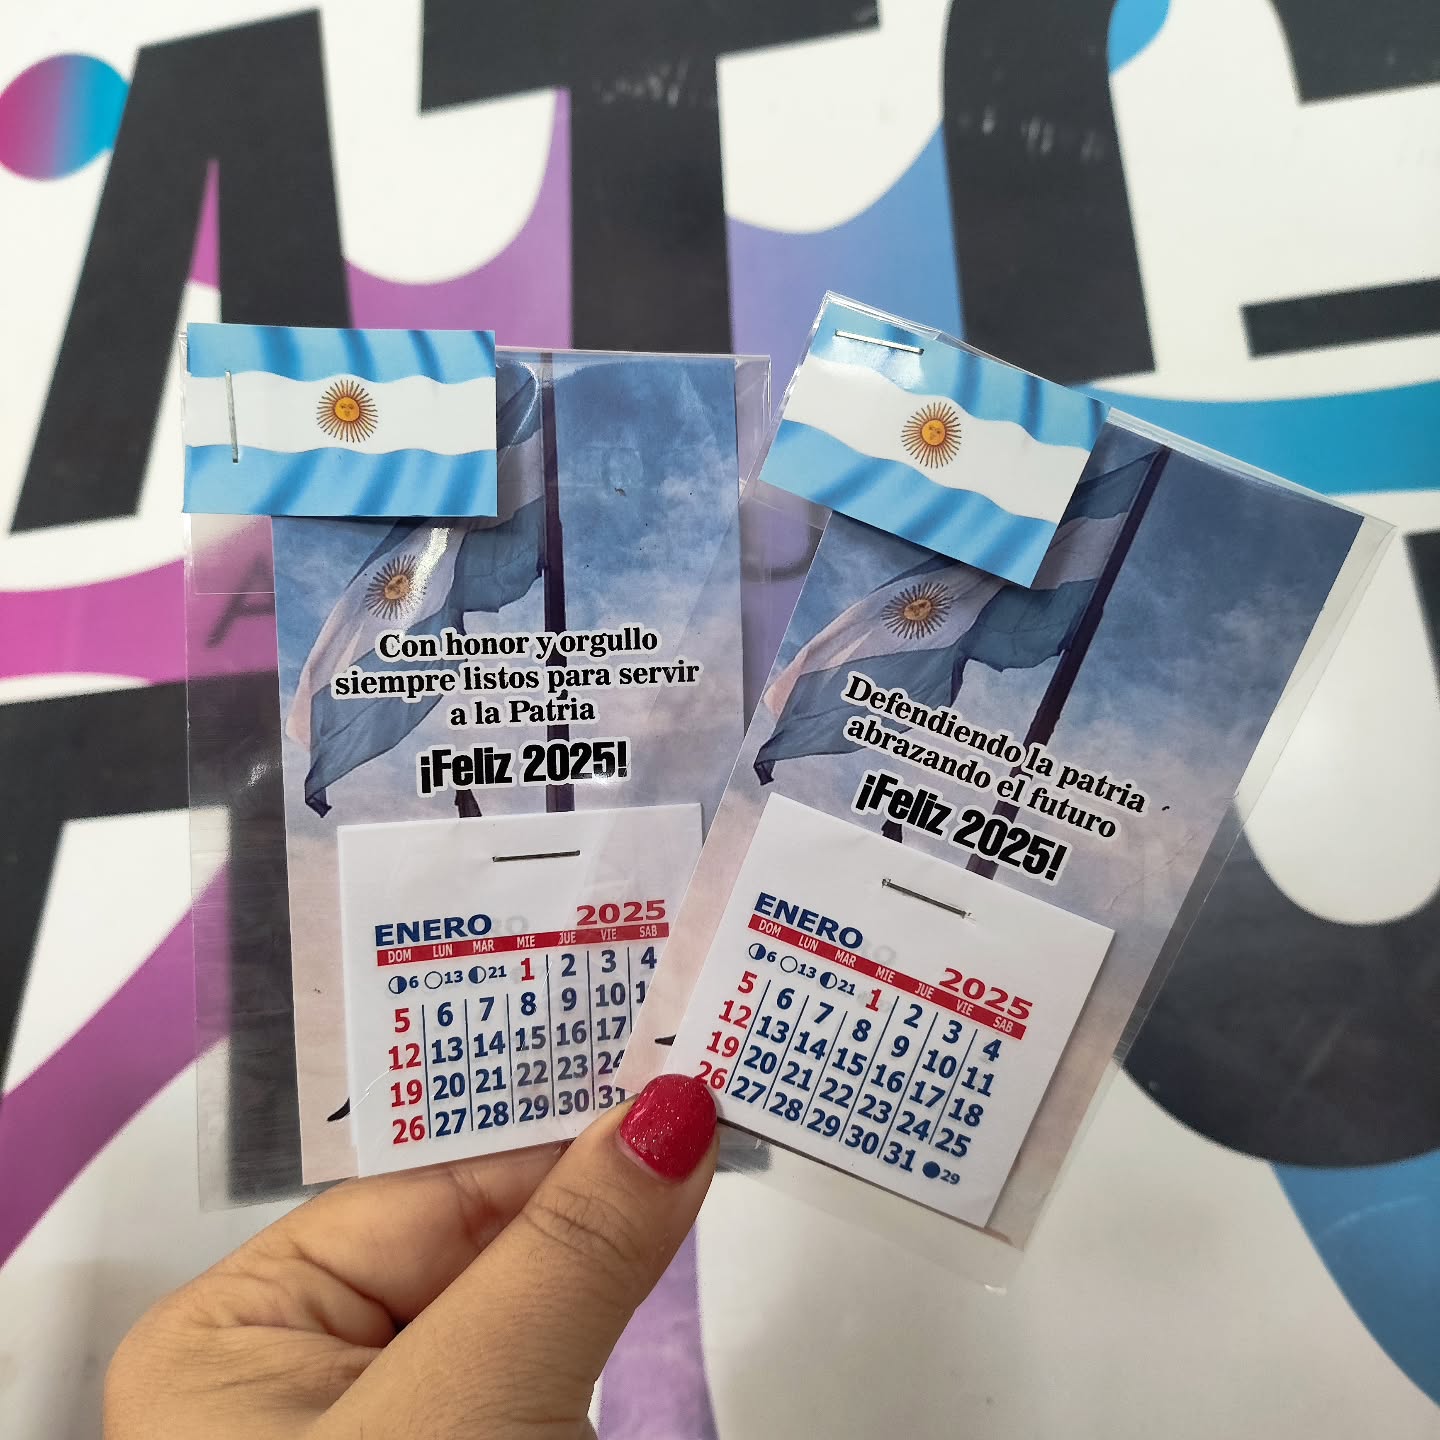 Con honor y orgullo
siempre listos para servir
a la Patria
¡Feliz 2025!
ENERO 2025
DOM LUN MAR MIE JUE VIE SAB
6 13 21 1 2 3 4
5 6 7 8 9 10
12 13 14 15 16 17
19 20 21 22 23 24
26 27 28 29 30 31
Defendiendo la patria
abrazando el futuro
¡Feliz 2025!
ENERO 2025
DOM LUN MAR MIE JUE VIE SAB
6 13 21 1 2 3 4
5 6 7 8 9 10 11
12 13 14 15 16 17 18
19 20 21 22 23 24 25
26 27 28 29 30 31 29